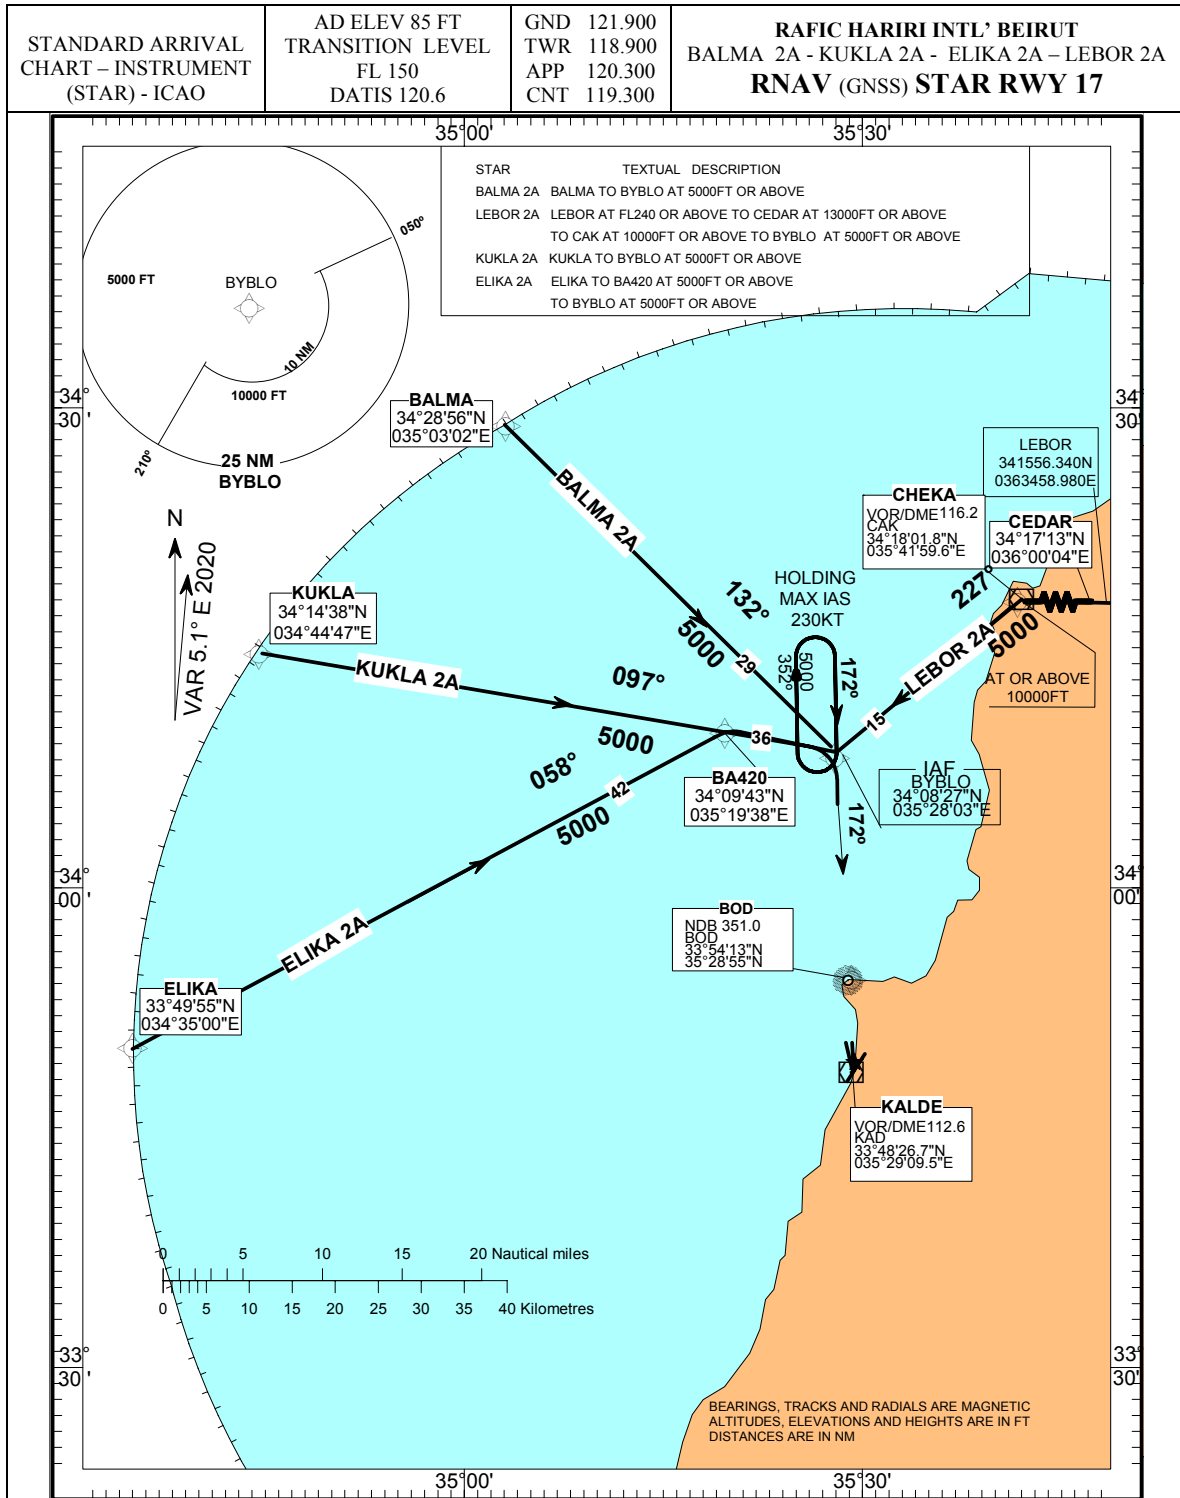 STANDARD ARRIVAL
CHART – INSTRUMENT
(STAR) - ICAO
AD ELEV 85 FT
TRANSITION LEVEL
FL 150
DATIS 120.6
GND 121.900
TWR 118.900
APP 120.300
CNT 119.300
RAFIC HARIRI INTL' BEIRUT
BALMA 2A - KUKLA 2A - ELIKA 2A – LEBOR 2A
RNAV (GNSS) STAR RWY 17
35°00'
35°30'
STAR TEXTUAL DESCRIPTION
BALMA 2A BALMA TO BYBLO AT 5000FT OR ABOVE
LEBOR 2A LEBOR AT FL240 OR ABOVE TO CEDAR AT 13000FT OR ABOVE
TO CAK AT 10000FT OR ABOVE TO BYBLO AT 5000FT OR ABOVE
KUKLA 2A KUKLA TO BYBLO AT 5000FT OR ABOVE
ELIKA 2A ELIKA TO BA420 AT 5000FT OR ABOVE
TO BYBLO AT 5000FT OR ABOVE
050°
5000 FT
BYBLO
10 NM
10000 FT
210°
25 NM
BYBLO
34°
30'
34°
30'
BALMA
34°28'56"N
035°03'02"E
LEBOR
341556.340N
0363458.980E
CHEKA
VOR/DME116.2
CAK
34°18'01.8"N
035°41'59.6"E
CEDAR
34°17'13"N
036°00'04"E
N
VAR 5.1° E 2020
KUKLA
34°14'38"N
034°44'47"E
BALMA 2A
132°
5000
29
HOLDING
MAX IAS
230KT
5000
352°
172°
227°
5000
LEBOR 2A
15
AT OR ABOVE
10000FT
KUKLA 2A
097°
5000
36
058°
5000
42
BA420
34°09'43"N
035°19'38"E
IAF
BYBLO
34°08'27"N
035°28'03"E
172°
34°
00'
34°
00'
ELIKA 2A
BOD
NDB 351.0
BOD
33°54'13"N
35°28'55"N
ELIKA
33°49'55"N
034°35'00"E
KALDE
VOR/DME112.6
KAD
33°48'26.7"N
035°29'09.5"E
0 5 10 15 20 Nautical miles
0 5 10 15 20 25 30 35 40 Kilometres
33°
30'
33°
30'
BEARINGS, TRACKS AND RADIALS ARE MAGNETIC
ALTITUDES, ELEVATIONS AND HEIGHTS ARE IN FT
DISTANCES ARE IN NM
35°00'
35°30'